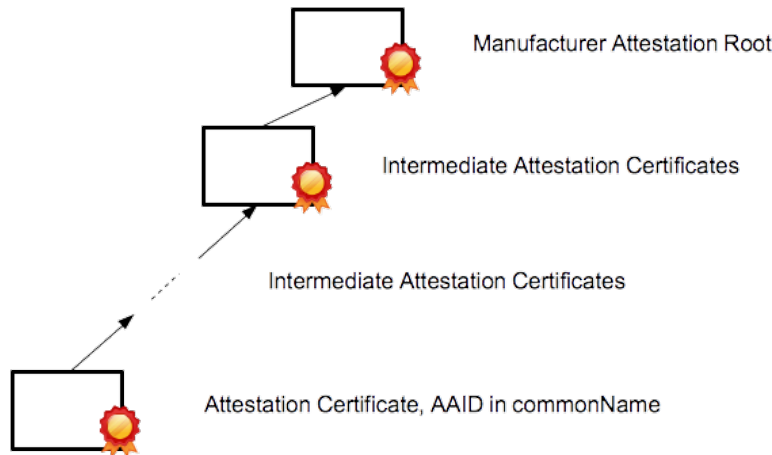 Manufacturer Attestation Root
Intermediate Attestation Certificates
Intermediate Attestation Certificates
Attestation Certificate, AAID in commonName